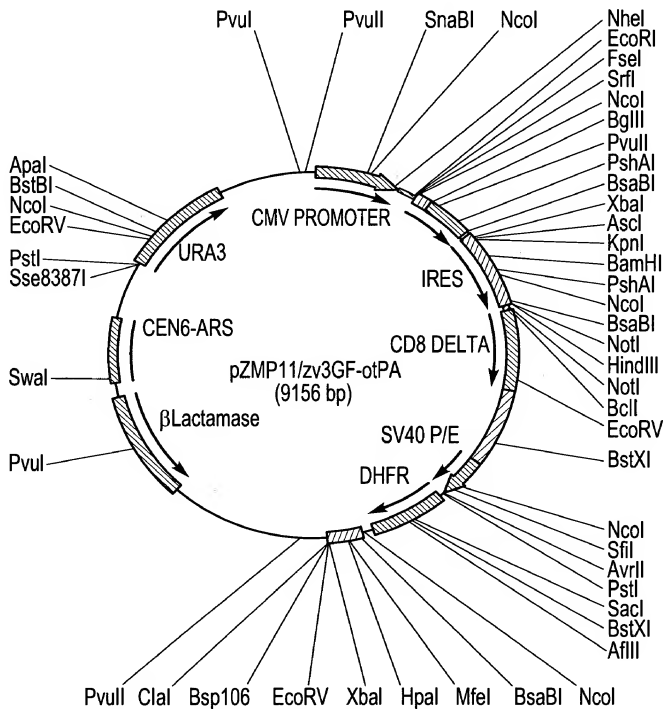 PvuI
PvuII
SnaBI
NcoI
NheI
EcoRI
FseI
SrfI
NcoI
BglII
PvuII
PshAI
BsaBI
XbaI
AscI
KpnI
BamHI
PshAI
NcoI
BsaBI
NotI
HindIII
NotI
BclI
EcoRV
BstXI
NcoI
SfiI
AvrII
PstI
SacI
BstXI
AflII
ApaI
BstBI
NcoI
EcoRV
PstI
Sse8387I
SwaI
PvuI
CMV PROMOTER
URA3
IRES
CEN6-ARS
CD8 DELTA
pZMP11/zv3GF-otPA
(9156 bp)
βLactamase
SV40 P/E
DHFR
PvuII
ClaI
Bsp106
EcoRV
XbaI
HpaI
MfeI
BsaBI
NcoI